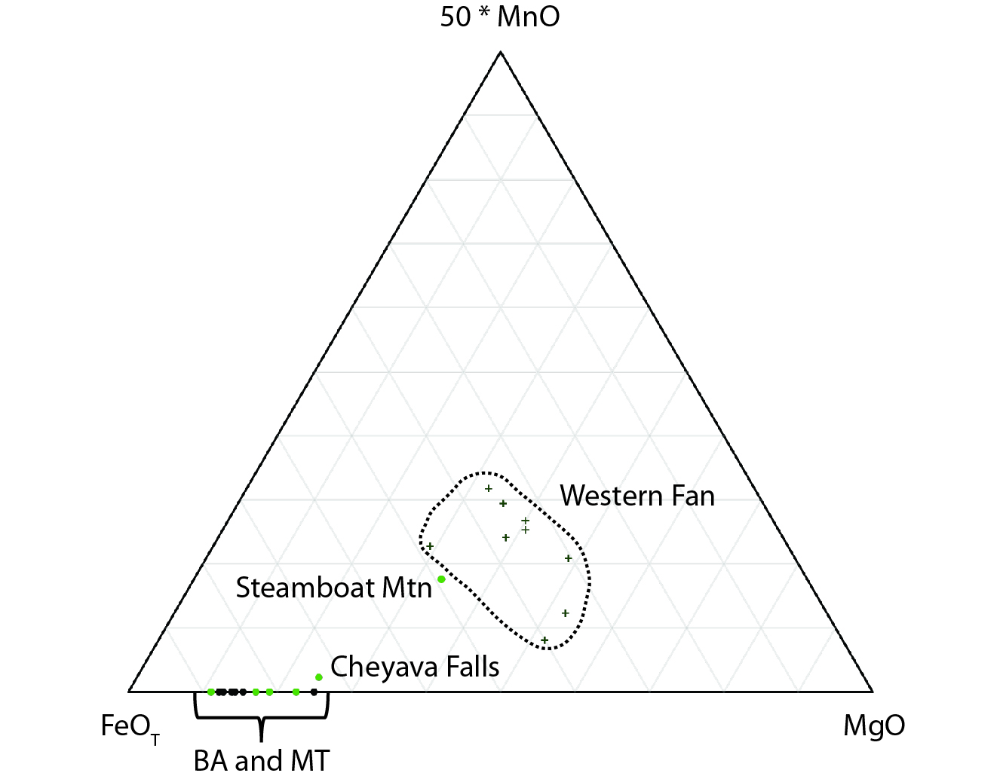 50 * MnO
Western Fan
Steamboat Mtn
Cheyava Falls
FeOT
MgO
BA and MT